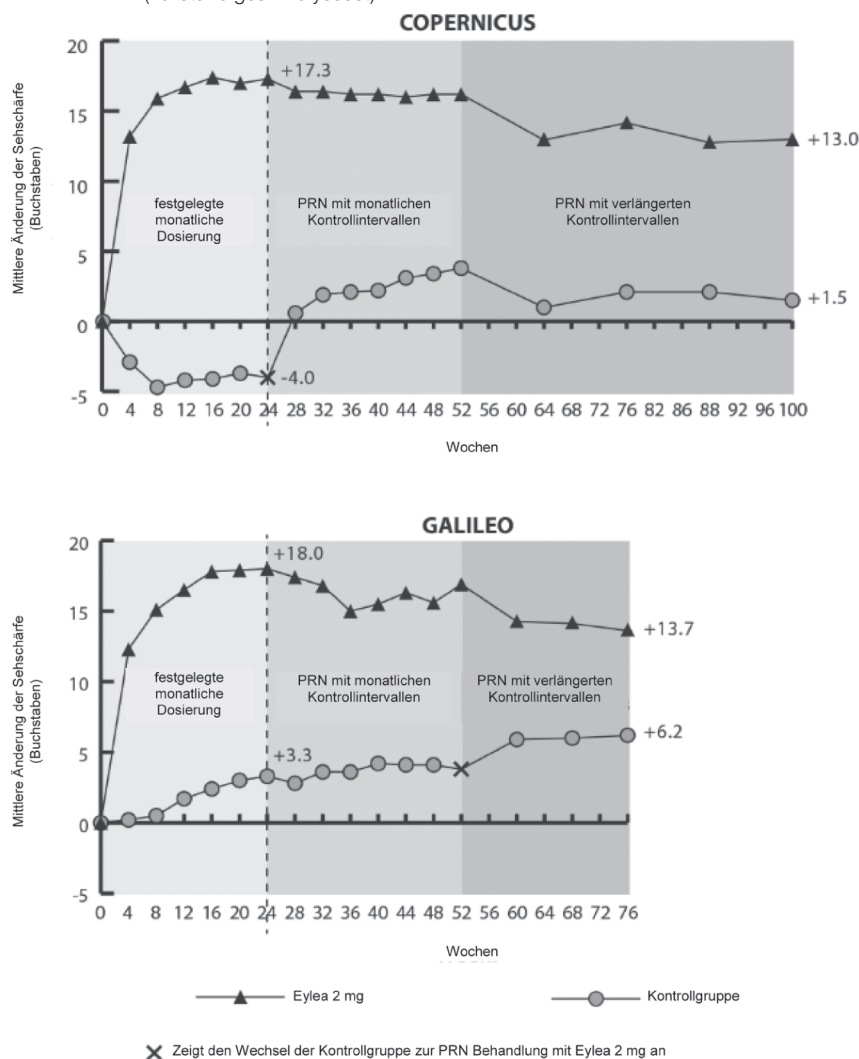 COPERNICUS
Mittlere Änderung der Sehschärfe
(Buchstaben)
20
15
10
5
0
-5
+17.3
+13.0
festgelegte
monatliche
Dosierung
PRN mit monatlichen
Kontrollintervallen
PRN mit verlängerten
Kontrollintervallen
+1.5
-4.0
0 4 8 12 16 20 24 28 32 36 40 44 48 52 56 60 64 68 72 76 82 86 88 92 96 100
Wochen
GALILEO
Mittlere Änderung der Sehschärfe
(Buchstaben)
20
15
10
5
0
-5
+18.0
+13.7
festgelegte
monatliche
Dosierung
PRN mit monatlichen
Kontrollintervallen
PRN mit verlängerten
Kontrollintervallen
+6.2
+3.3
0 4 8 12 16 20 24 28 32 36 40 44 48 52 56 60 64 68 72 76
Wochen
Eylea 2 mg
Kontrollgruppe
Zeigt den Wechsel der Kontrollgruppe zur PRN Behandlung mit Eylea 2 mg an